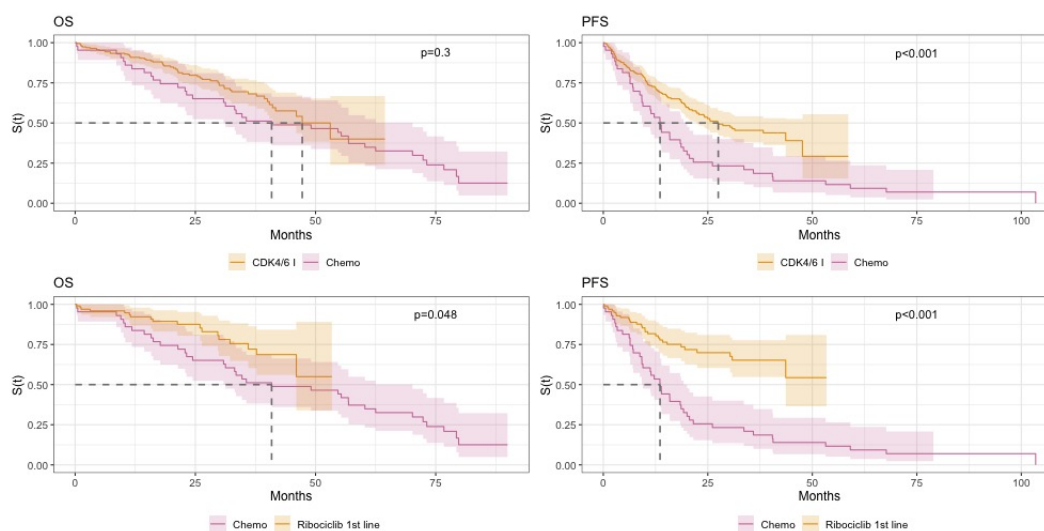 OS
p=0.3
S(t)
1.00
0.75
0.50
0.25
0.00
0 25 50 75
Months
CDK4/6 I Chemo
PFS
p<0.001
S(t)
1.00
0.75
0.50
0.25
0.00
0 25 50 75 100
Months
CDK4/6 I Chemo
OS
p=0.048
S(t)
1.00
0.75
0.50
0.25
0.00
0 25 50 75
Months
Chemo Ribociclib 1st line
PFS
p<0.001
S(t)
1.00
0.75
0.50
0.25
0.00
0 25 50 75 100
Months
Chemo Ribociclib 1st line